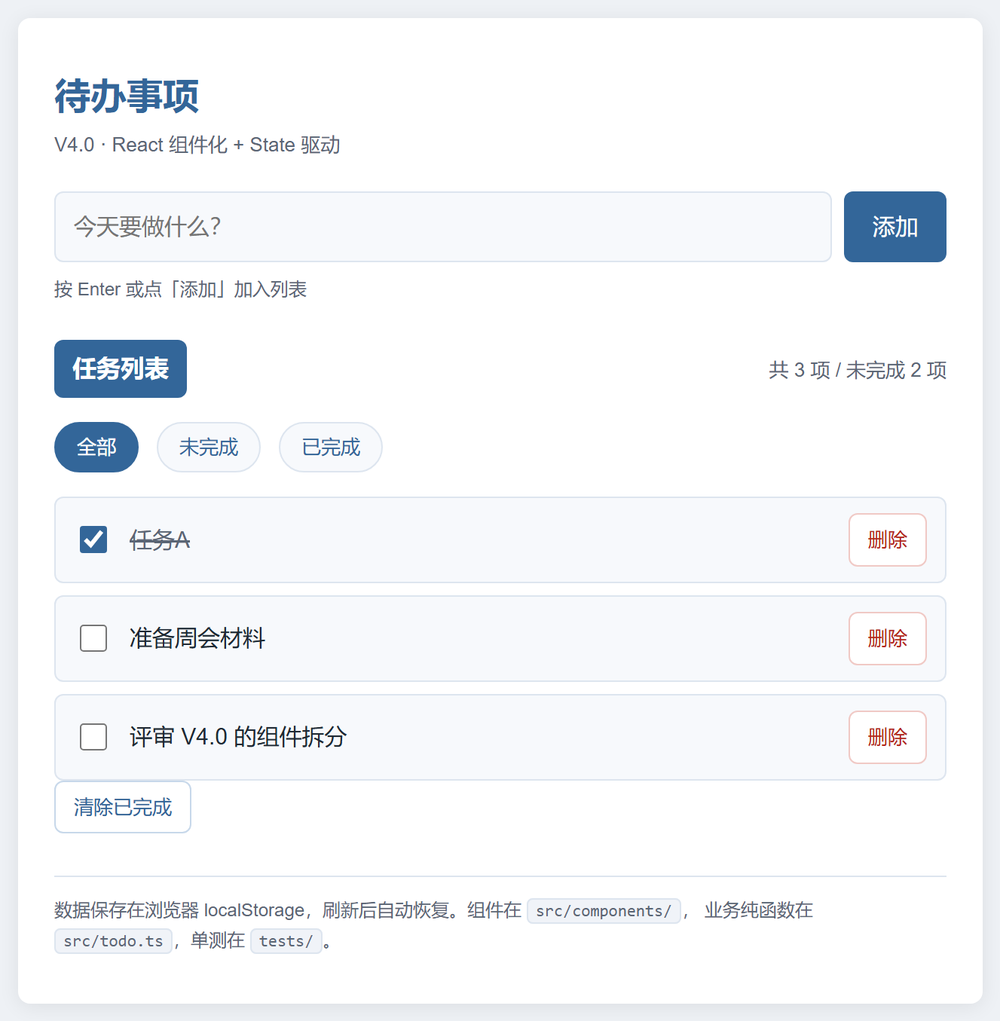 待办事项
V4.0 · React 组件化 + State 驱动
今天要做什么?
添加
按 Enter 或点「添加」加入列表
任务列表
共 3 项 / 未完成 2 项
全部
未完成
已完成
任务A
删除
准备周会材料
删除
评审 V4.0 的组件拆分
删除
清除已完成
数据保存在浏览器 localStorage，刷新后自动恢复。组件在 src/components/， 业务纯函数在
src/todo.ts，单测在 tests/。